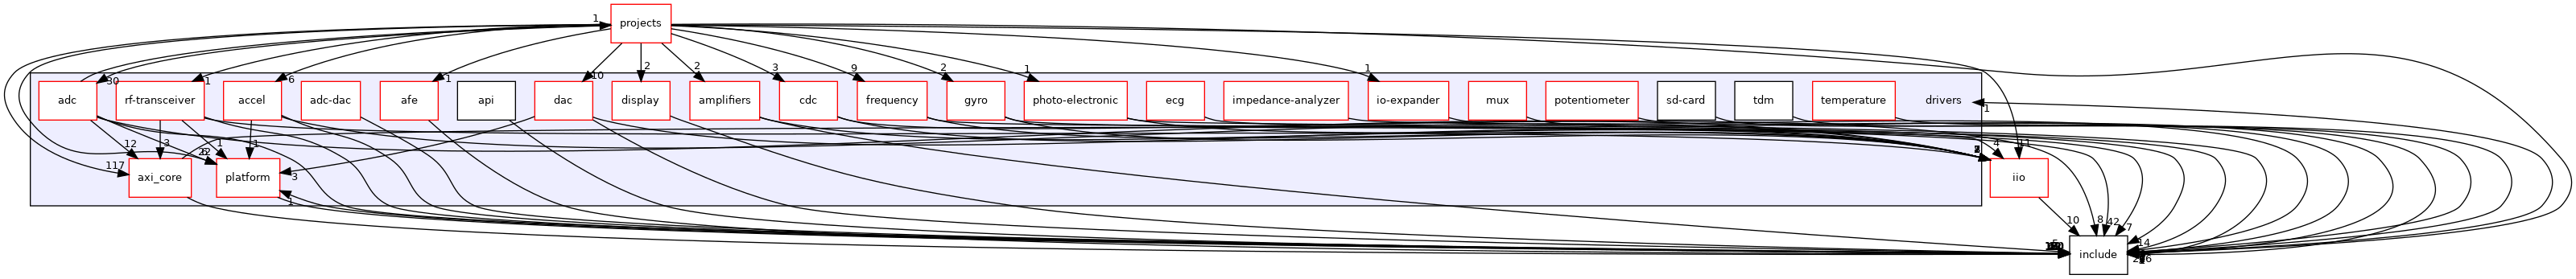 projects
1
30
1
6
1
10
2
2
3
9
2
1
1
adc
rf-transceiver
accel
adc-dac
afe
api
dac
display
amplifiers
cdc
frequency
gyro
photo-electronic
ecg
impedance-analyzer
io-expander
mux
potentiometer
sd-card
tdm
temperature
drivers
1
12
3
1
1
4
11
117
3
axi_core
platform
iio
1
10
8
42
7
14
include